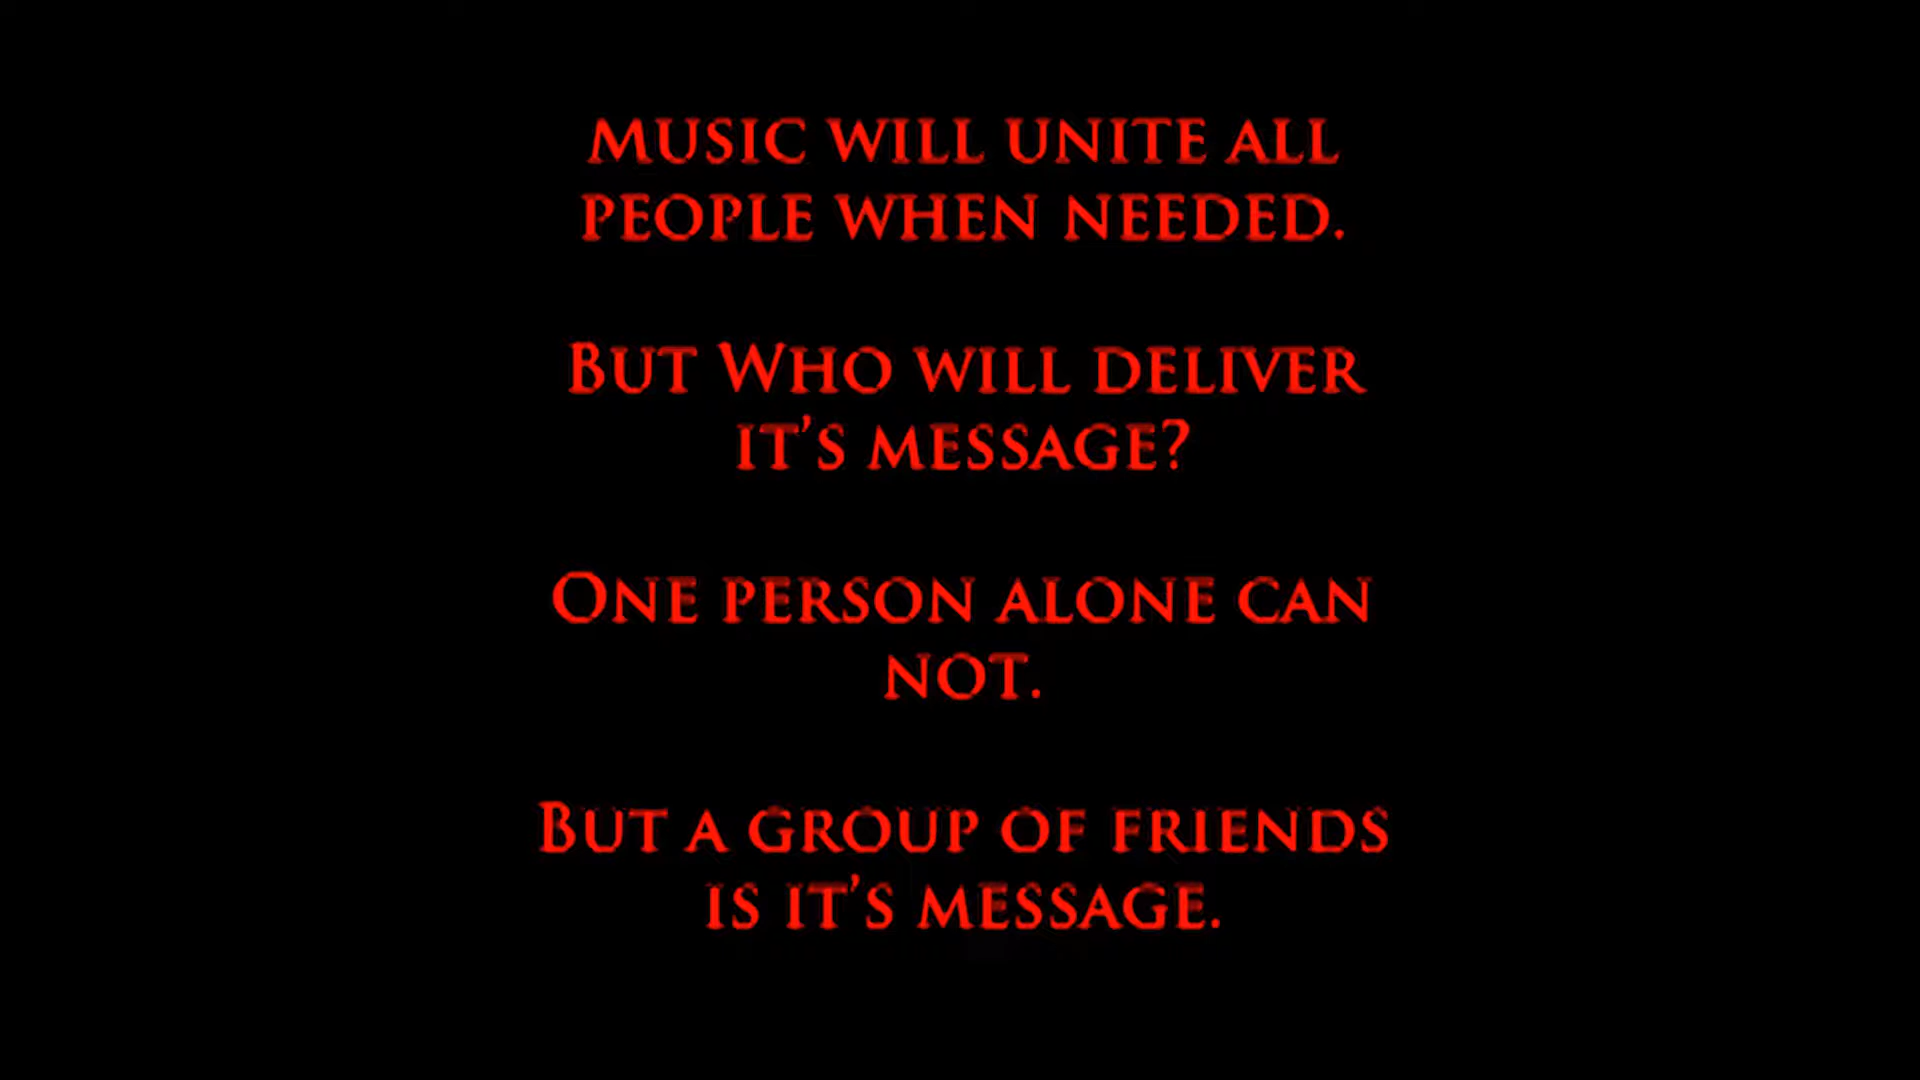 MUSIC WILL UNITE ALL
PEOPLE WHEN NEEDED.
BUT WHO WILL DELIVER
IT'S MESSAGE?
ONE PERSON ALONE CAN
NOT.
BUT A GROUP OF FRIENDS
IS IT'S MESSAGE.